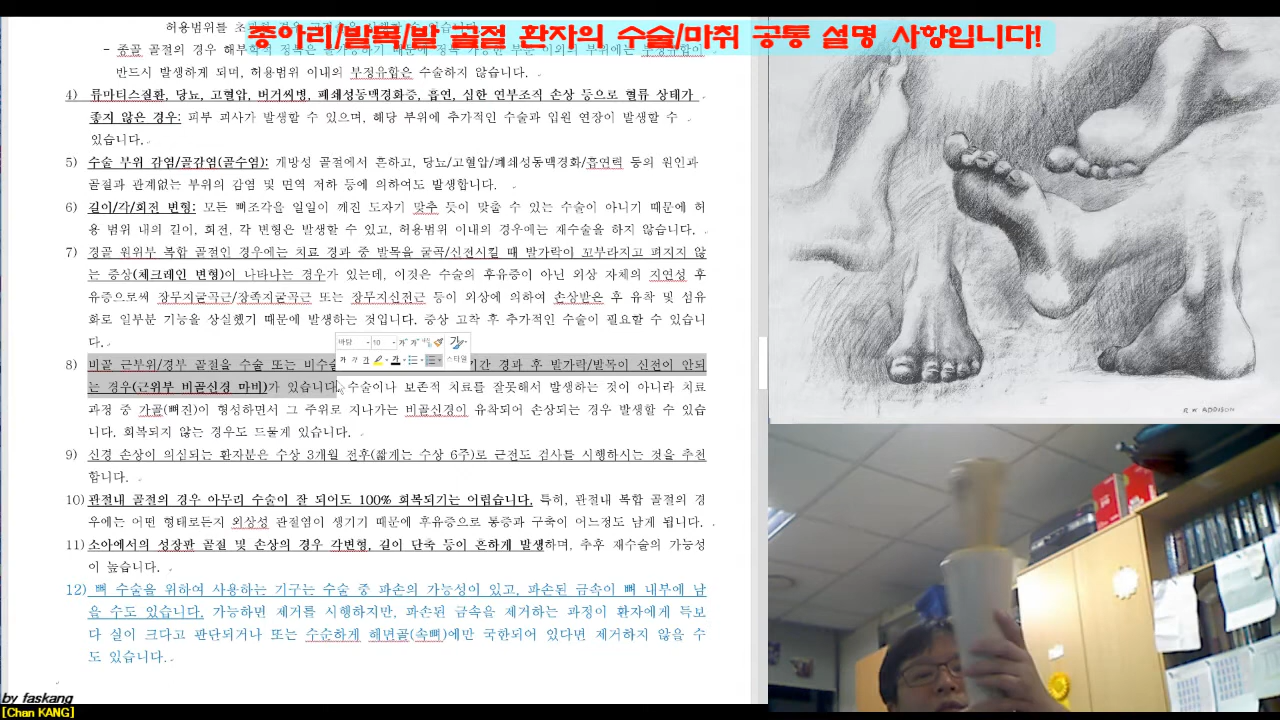 종아리/발목/발 골절 환자의 수술/마취 공통 설명 사항입니다!
반드시 발생하게 되며, 허용범위 이내의 부정유합은 수술하지 않습니다.
4) 류마티스질환, 당뇨, 고혈압, 버거씨병, 폐쇄성동맥경화증, 흡연, 심한 연부조직 손상 등으로 혈류 상태가
좋지 않은 경우: 피부 괴사가 발생할 수 있으며, 해당 부위에 추가적인 수술과 입원 연장이 발생할 수
있습니다.
5) 수술 부위 감염/골감염(골수염): 개방성 골절에서 흔하고, 당뇨/고혈압/폐쇄성동맥경화/흡연력 등의 원인과
골절과 관계없는 부위의 감염 및 면역 저하 등에 의하여도 발생합니다.
6) 길이/각/회전 변형: 모든 뼈조각을 일일이 깨진 도자기 맞추 듯이 맞출 수 있는 수술이 아니기 때문에 허
용 범위 내의 길이, 회전, 각 변형은 발생할 수 있고, 허용범위 이내의 경우에는 재수술을 하지 않습니다.
7) 경골 원위부 복합 골절인 경우에는 치료 경과 중 발목을 굴곡/신전시킬 때 발가락이 꼬부라지고 펴지지 않
는 증상(체크레인 변형)이 나타나는 경우가 있는데, 이것은 수술의 후유증이 아닌 외상 자체의 지연성 후
유증으로써 장무지굴곡근/장족지굴곡근 또는 장무지신전근 등이 외상에 의하여 손상받은 후 유착 및 섬유
화로 일부분 기능을 상실했기 때문에 발생하는 것입니다. 증상 고착 후 추가적인 수술이 필요할 수 있습니
다.
바탕 10 스타일
8) 비골 근부위/경부 골절을 수술 또는 비수술 기간 경과 후 발가락/발목이 신전이 안되
는 경우(근위부 비골신경 마비)가 있습니다. 수술이나 보존적 치료를 잘못해서 발생하는 것이 아니라 치료
과정 중 가골(뼈진)이 형성하면서 그 주위로 지나가는 비골신경이 유착되어 손상되는 경우 발생할 수 있습
니다. 회복되지 않는 경우도 드물게 있습니다.
9) 신경 손상이 의심되는 환자분은 수상 3개월 전후(짧게는 수상 6주)로 근전도 검사를 시행하시는 것을 추천
합니다.
10) 관절내 골절의 경우 아무리 수술이 잘 되어도 100% 회복되기는 어렵습니다. 특히, 관절내 복합 골절의 경
우에는 어떤 형태로든지 외상성 관절염이 생기기 때문에 후유증으로 통증과 구축이 어느정도 남게 됩니다.
11) 소아에서의 성장판 골절 및 손상의 경우 각변형, 길이 단축 등이 흔하게 발생하며, 추후 재수술의 가능성
이 높습니다.
12) 뼈 수술을 위하여 사용하는 기구는 수술 중 파손의 가능성이 있고, 파손된 금속이 뼈 내부에 남
을 수도 있습니다. 가능하면 제거를 시행하지만, 파손된 금속을 제거하는 과정이 환자에게 득보
다 실이 크다고 판단되거나 또는 수순하게 해면골(속뼈)에만 국한되어 있다면 제거하지 않을 수
도 있습니다.
R W ADDISON
by faskang
[Chan KANG]